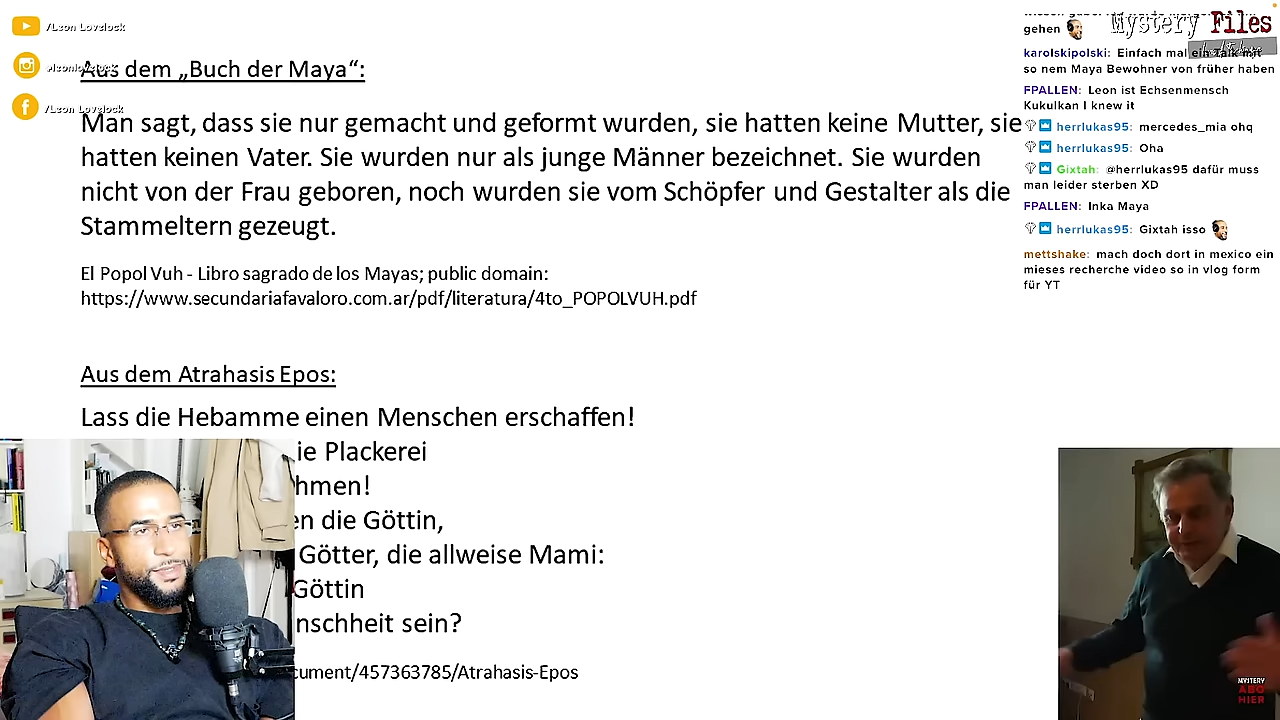 /Leon Lovelock
/Leon Lovelock
Aus dem „Buch der Maya“:
Man sagt, dass sie nur gemacht und geformt wurden, sie hatten keine Mutter, sie
hatten keinen Vater. Sie wurden nur als junge Männer bezeichnet. Sie wurden
nicht von der Frau geboren, noch wurden sie vom Schöpfer und Gestalter als die
Stammeltern gezeugt.
El Popol Vuh - Libro sagrado de los Mayas; public domain:
https://www.secundariafavaloro.com.ar/pdf/literatura/4to_POPOLVUH.pdf
Aus dem Atrahasis Epos:
Lass die Hebamme einen Menschen erschaffen!
ie Plackerei
hmen!
en die Göttin,
Götter, die allweise Mami:
Göttin
nschheit sein?
cument/457363785/Atrahasis-Epos
Mystery Files
gehen
karolskipolski: Einfach mal ein Talk mit
so nem Maya Bewohner von früher haben
FPALLEN: Leon ist Echsenmensch
Kukulkan I knew it
herrlukas95: mercedes_mia ohq
herrlukas95: Oha
Gixtah: @herrlukas95 dafür muss
man leider sterben XD
FPALLEN: Inka Maya
herrlukas95: Gixtah isso
mettshake: mach doch dort in mexico ein
mieses recherche video so in vlog form
für YT
MYSTERY
ABO
HIER